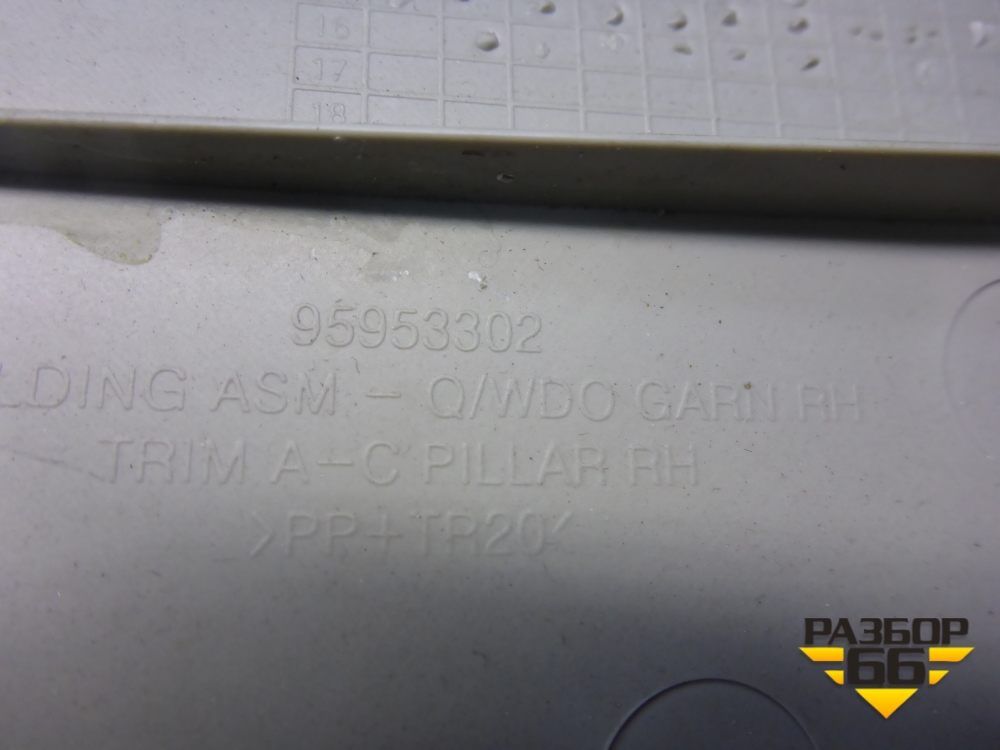 16
17
18
95953302
LDING ASM - Q/WDO GARN RH
TRIM A-C PILLAR RH
>PP+TR20<
РАЗБОР
66